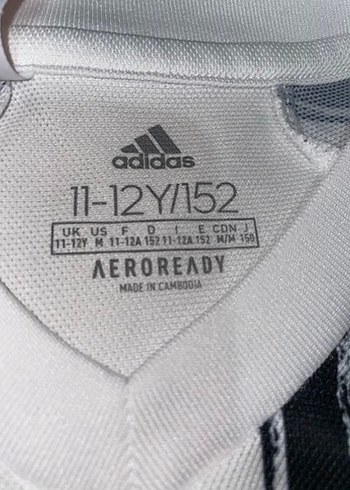 adidas
11-12Y/152
UK US F D I E CDN J
11-12Y M 11-12A 152 11-12A 152 M/M 150
AEROREADY
MADE IN CAMBODIA